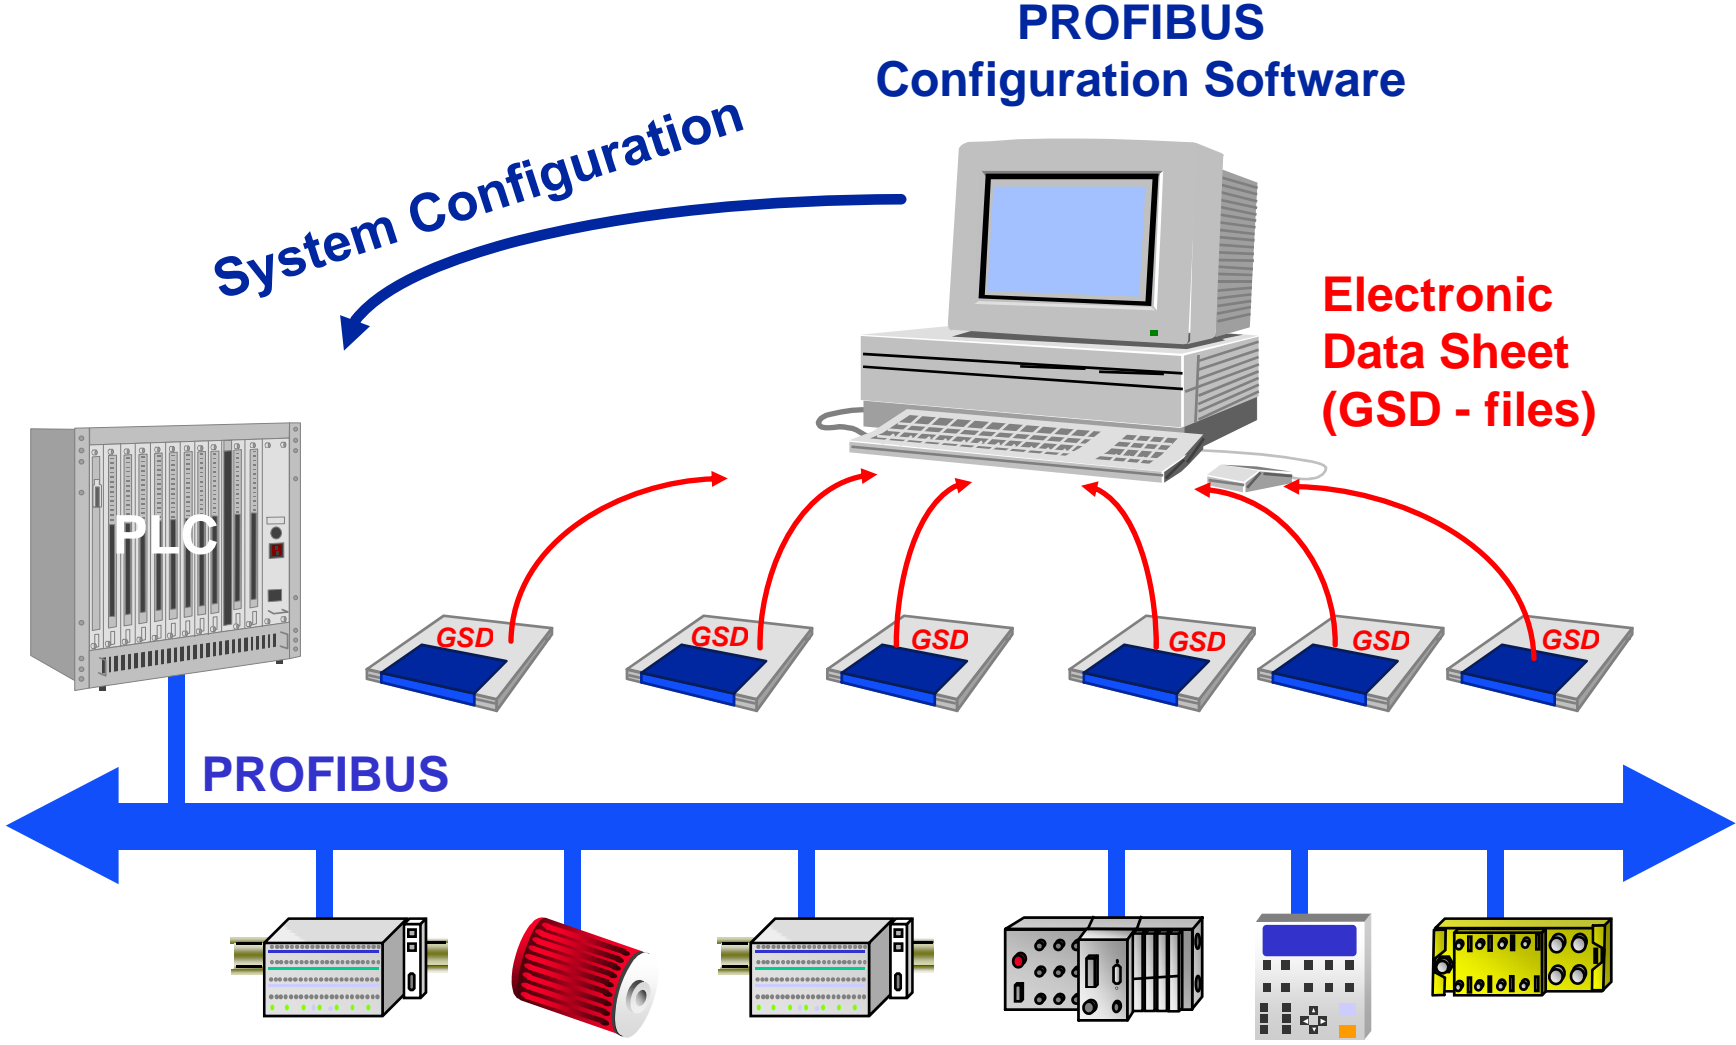 PROFIBUS
Configuration Software
System Configuration
Electronic
Data Sheet
(GSD - files)
PLC
GSD
GSD
GSD
GSD
GSD
GSD
PROFIBUS